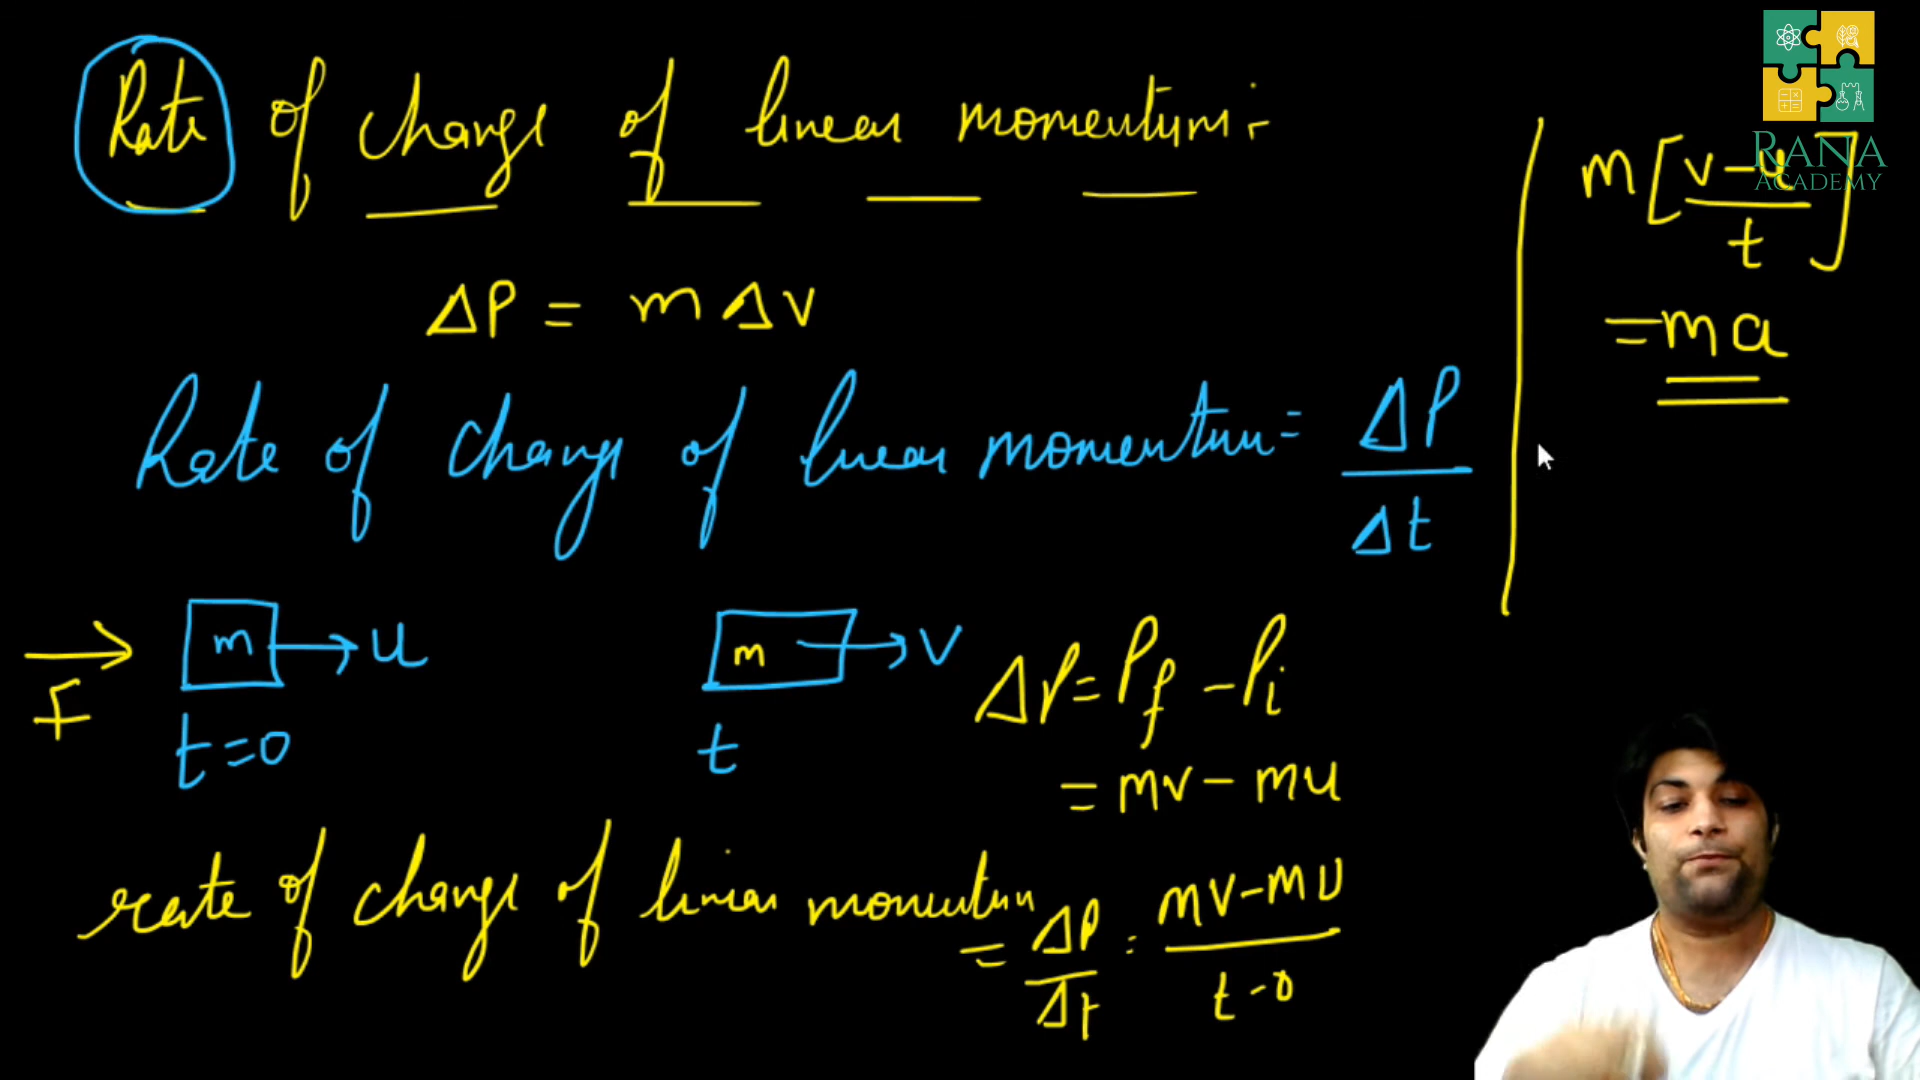 Rate of change of linear momentum :-
ΔP = m Δv
Rate of change of linear momentum = ΔP/Δt
F
m → u
t=0
m → v
t
ΔP = Pf - Pi
= mv - mu
rate of change of linear momentum
= ΔP/Δt = mv-mu/t-0
m[v-u/t]
= ma
RANA
ACADEMY